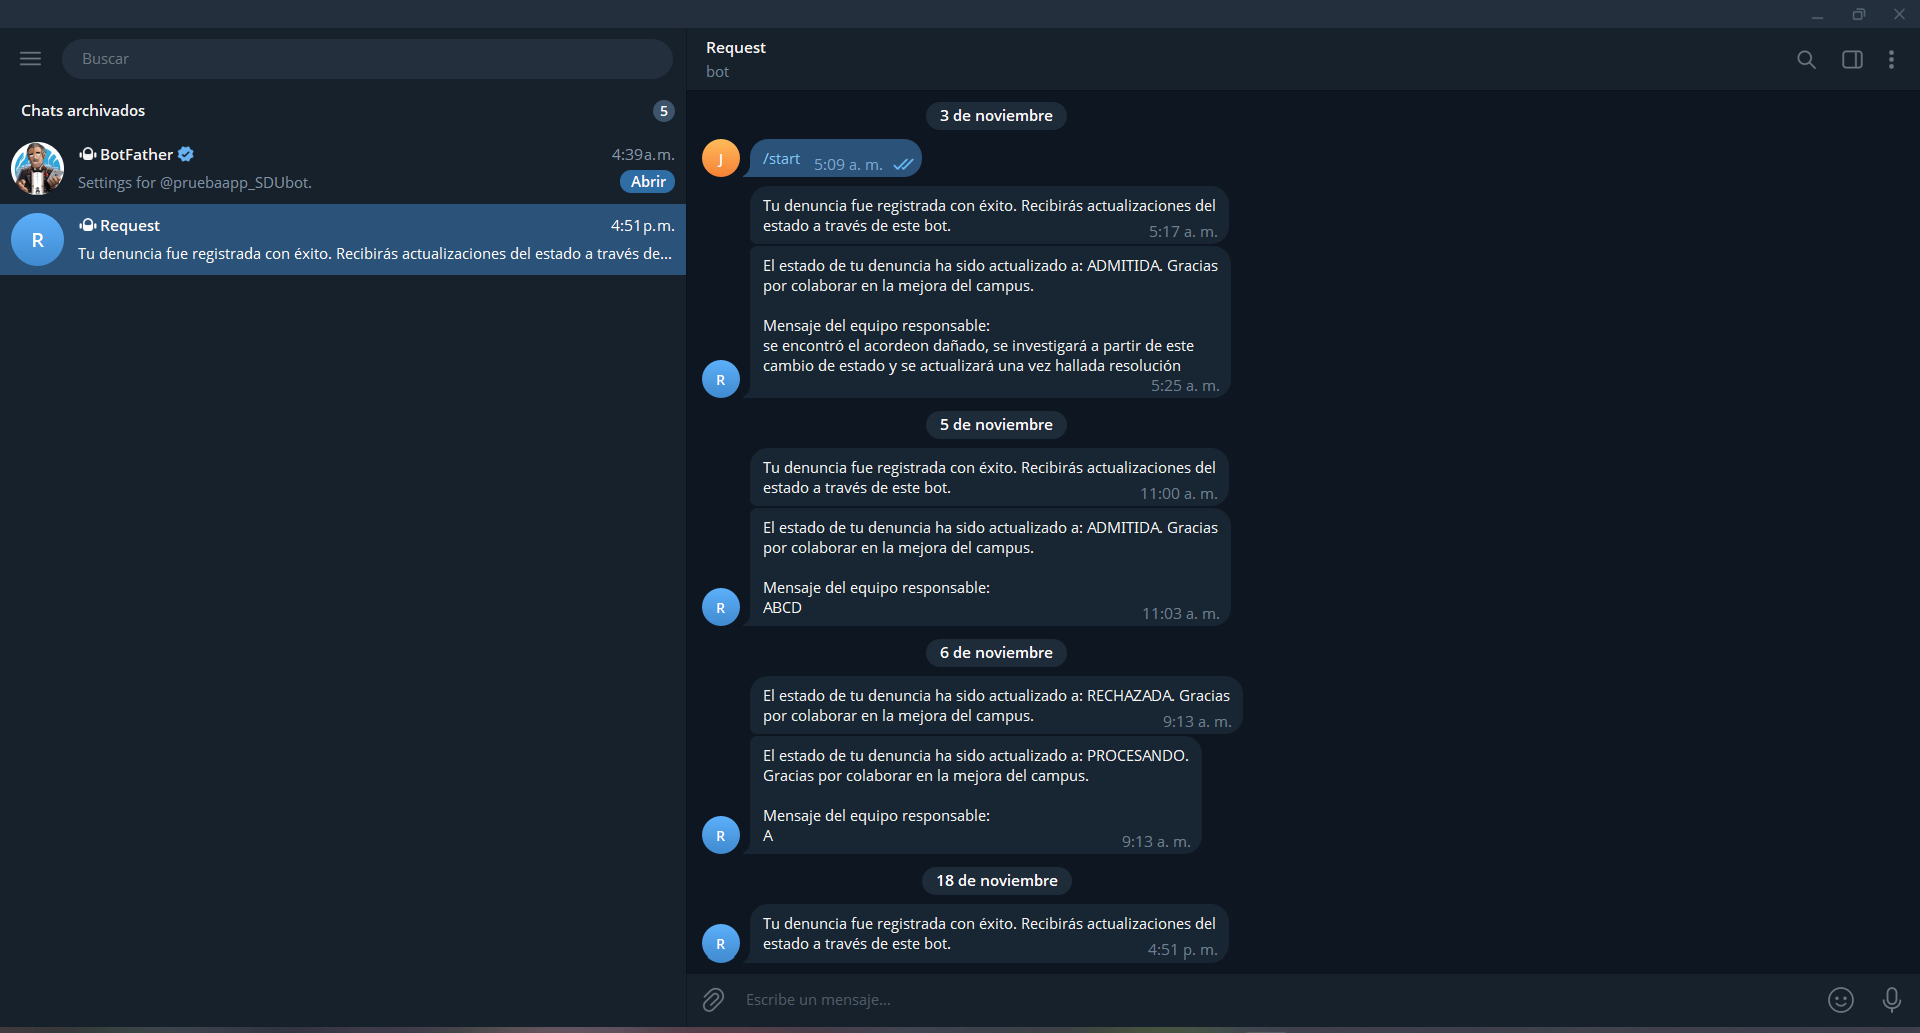 Buscar
Chats archivados
5
BotFather
4:39 a. m.
Settings for @pruebaapp_SDUbot.
Abrir
R
Request
4:51 p. m.
Tu denuncia fue registrada con éxito. Recibirás actualizaciones del estado a través de...
Request
bot
3 de noviembre
J
/start
5:09 a. m.
Tu denuncia fue registrada con éxito. Recibirás actualizaciones del
estado a través de este bot.
5:17 a. m.
El estado de tu denuncia ha sido actualizado a: ADMITIDA. Gracias
por colaborar en la mejora del campus.
Mensaje del equipo responsable:
se encontró el acordeon dañado, se investigará a partir de este
cambio de estado y se actualizará una vez hallada resolución
5:25 a. m.
R
5 de noviembre
Tu denuncia fue registrada con éxito. Recibirás actualizaciones del
estado a través de este bot.
11:00 a. m.
El estado de tu denuncia ha sido actualizado a: ADMITIDA. Gracias
por colaborar en la mejora del campus.
Mensaje del equipo responsable:
ABCD
11:03 a. m.
R
6 de noviembre
El estado de tu denuncia ha sido actualizado a: RECHAZADA. Gracias
por colaborar en la mejora del campus.
9:13 a. m.
El estado de tu denuncia ha sido actualizado a: PROCESANDO.
Gracias por colaborar en la mejora del campus.
Mensaje del equipo responsable:
A
9:13 a. m.
R
18 de noviembre
Tu denuncia fue registrada con éxito. Recibirás actualizaciones del
estado a través de este bot.
4:51 p. m.
R
Escribe un mensaje...